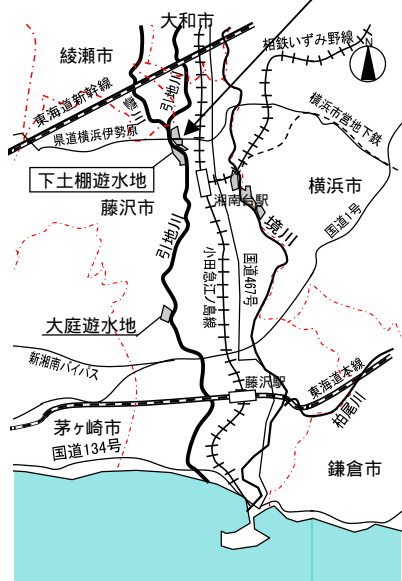 大和市
綾瀬市
相鉄いずみ野線
N
東海道新幹線
引地川
県道横浜伊勢原
横浜市営地下鉄
下土棚遊水地
藤沢市
湘南台駅
横浜市
境川
国道1号
引地川
小田急江ノ島線
国道467号
大庭遊水地
新湘南バイパス
藤沢駅
東海道本線
柏尾川
茅ヶ崎市
国道134号
鎌倉市